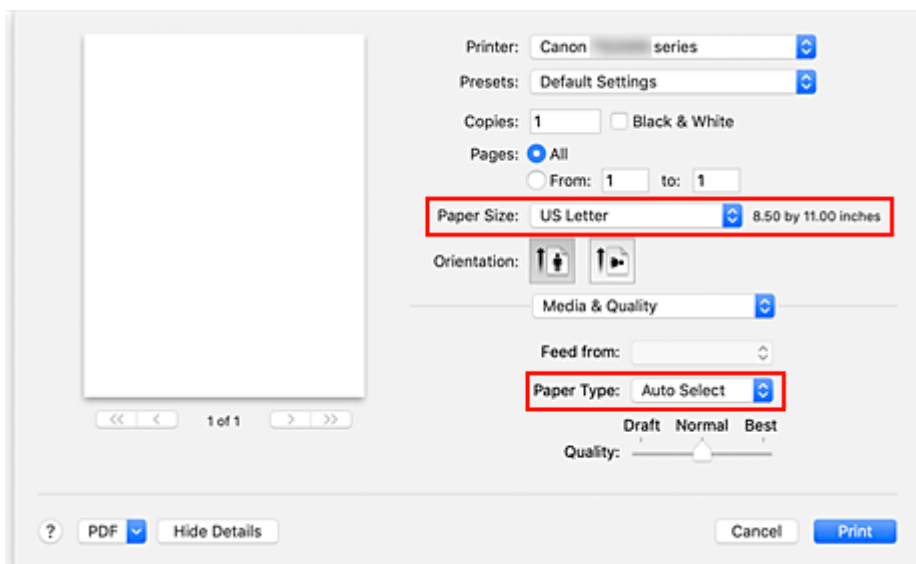 Printer: Canon series
Presets: Default Settings
Copies: 1 Black & White
Pages: All
From: 1 to: 1
Paper Size: US Letter 8.50 by 11.00 inches
Orientation:
Media & Quality
Feed from:
Paper Type: Auto Select
Draft Normal Best
Quality:
<< < 1 of 1 > >>
? PDF Hide Details Cancel Print